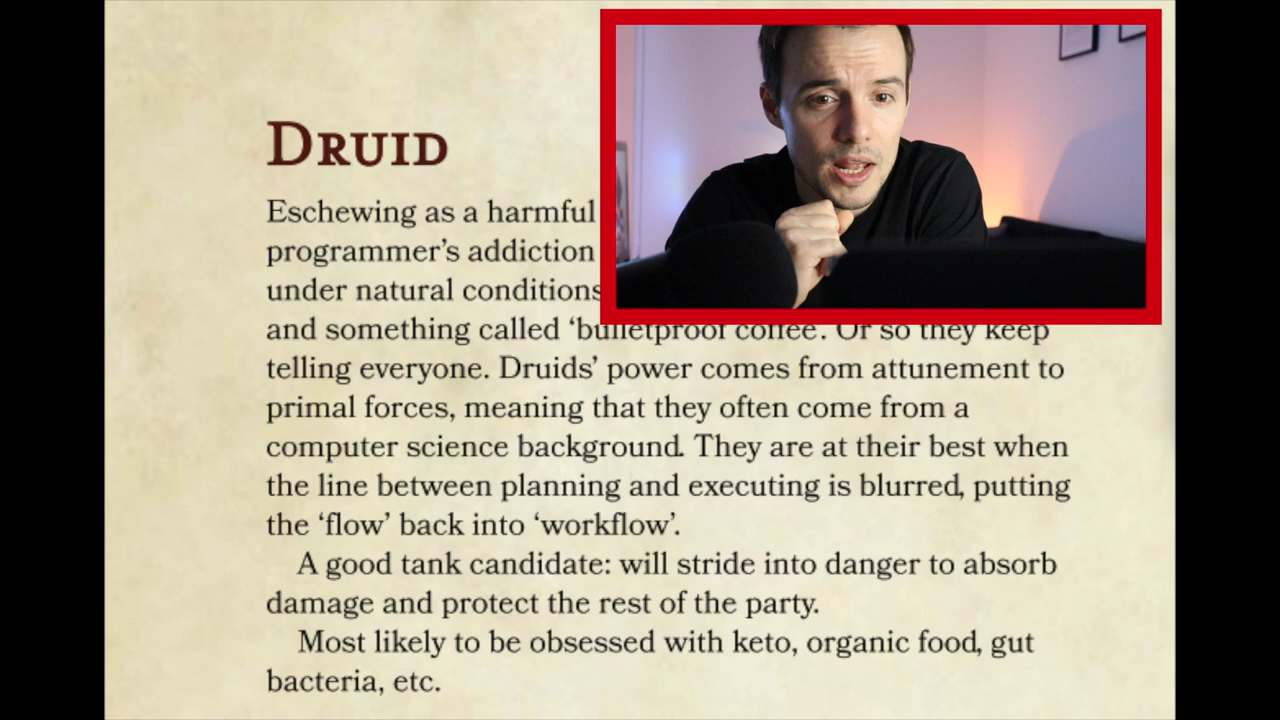 Druid
Eschewing as a harmful
programmer’s addiction
under natural conditions
and something called ‘bulletproof coffee’. Or so they keep
telling everyone. Druids’ power comes from attunement to
primal forces, meaning that they often come from a
computer science background. They are at their best when
the line between planning and executing is blurred, putting
the ‘flow’ back into ‘workflow’.
A good tank candidate: will stride into danger to absorb
damage and protect the rest of the party.
Most likely to be obsessed with keto, organic food, gut
bacteria, etc.